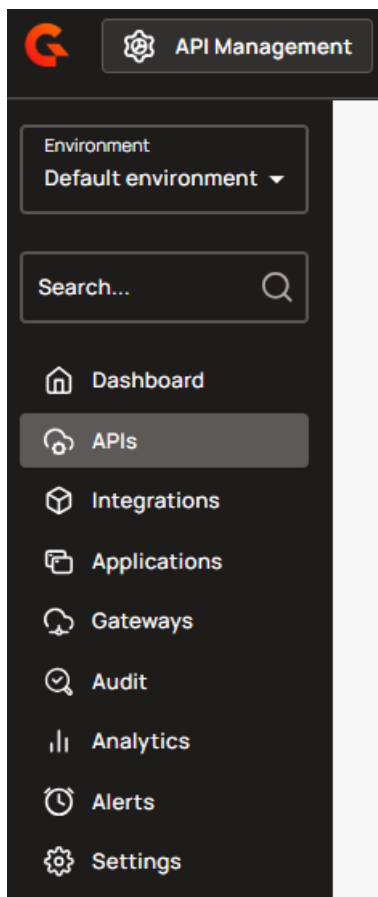 API Management
Environment
Default environment
Search...
Dashboard
APIs
Integrations
Applications
Gateways
Audit
Analytics
Alerts
Settings